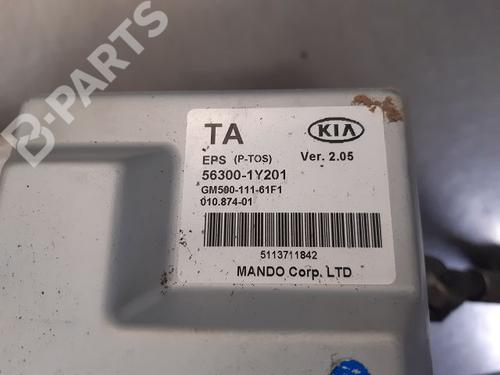 B-PARTS
TA
KIA
EPS (P-TOS) Ver. 2.05
56300-1Y201
GM500-111-61F1
010.874-01
5113711842
MANDO Corp. LTD